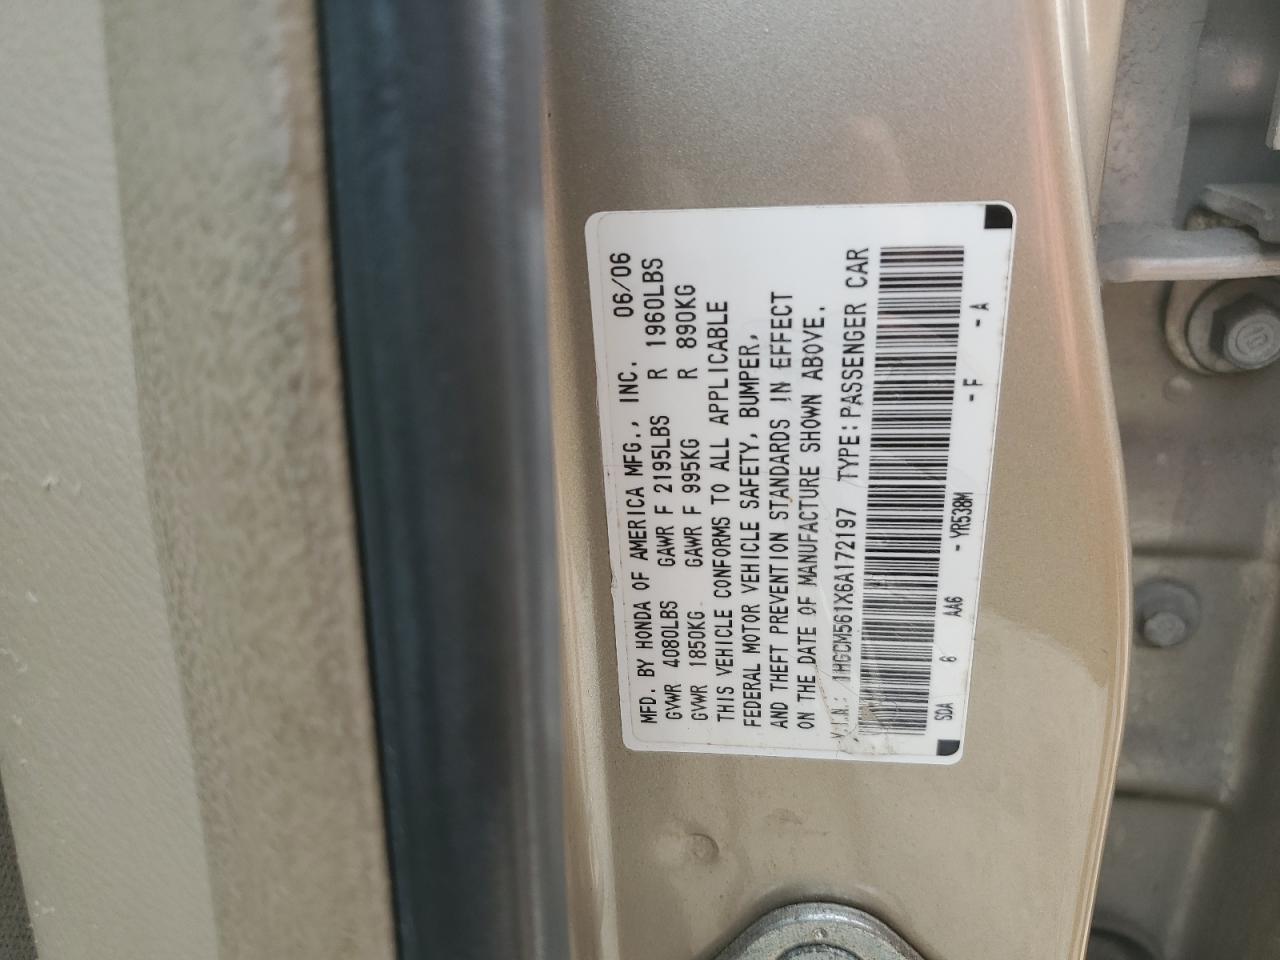 MFD. BY HONDA OF AMERICA MFG., INC. 06/06
GVWR 4080LBS GAWR F 2195LBS R 1960LBS
GVWR 1850KG GAWR F 995KG R 890KG
THIS VEHICLE CONFORMS TO ALL APPLICABLE
FEDERAL MOTOR VEHICLE SAFETY, BUMPER,
AND THEFT PREVENTION STANDARDS IN EFFECT
ON THE DATE OF MANUFACTURE SHOWN ABOVE.
V.I.N.: 1HGCM561X6A172197 TYPE: PASSENGER CAR
SDA 6 AA6 - YR538M - F - A